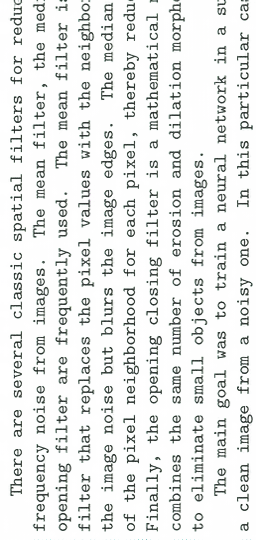 There are several classic spatial filters for reduc
frequency noise from images. The mean filter, the medi
opening filter are frequently used. The mean filter is
filter that replaces the pixel values with the neighbor
the image noise but blurs the image edges. The median
of the pixel neighborhood for each pixel, thereby redu
Finally, the opening closing filter is a mathematical m
combines the same number of erosion and dilation morpho
to eliminate small objects from images.
The main goal was to train a neural network in a su
a clean image from a noisy one. In this particular cas